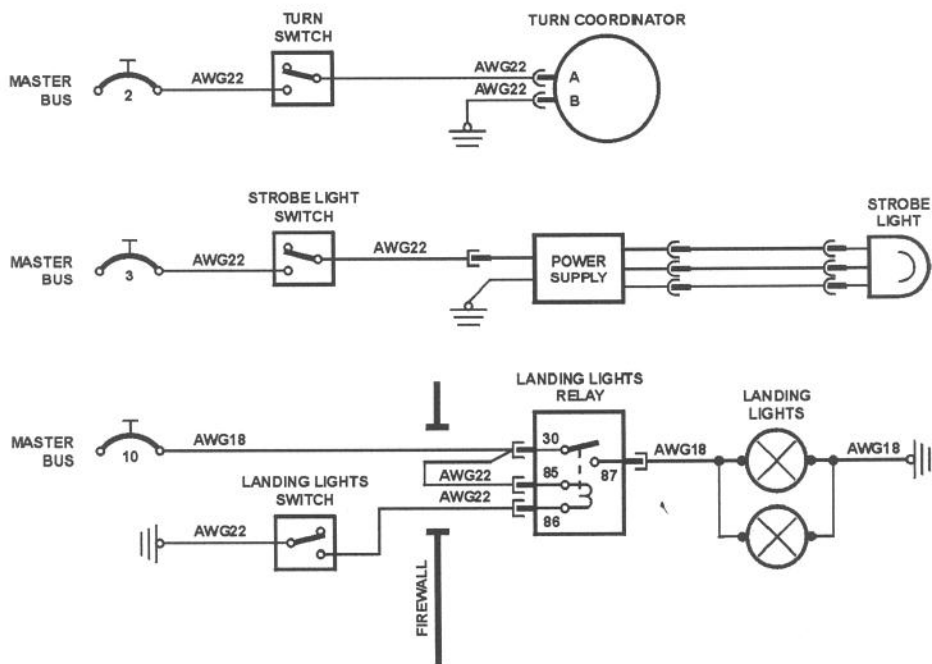 TURN
SWITCH
TURN COORDINATOR
MASTER
BUS
2
AWG22
AWG22
A
AWG22
B
STROBE LIGHT
SWITCH
STROBE
LIGHT
MASTER
BUS
3
AWG22
AWG22
POWER
SUPPLY
LANDING LIGHTS
RELAY
LANDING
LIGHTS
MASTER
BUS
10
AWG18
30
AWG18
AWG18
AWG22
85
87
LANDING LIGHTS
SWITCH
AWG22
86
AWG22
FIREWALL